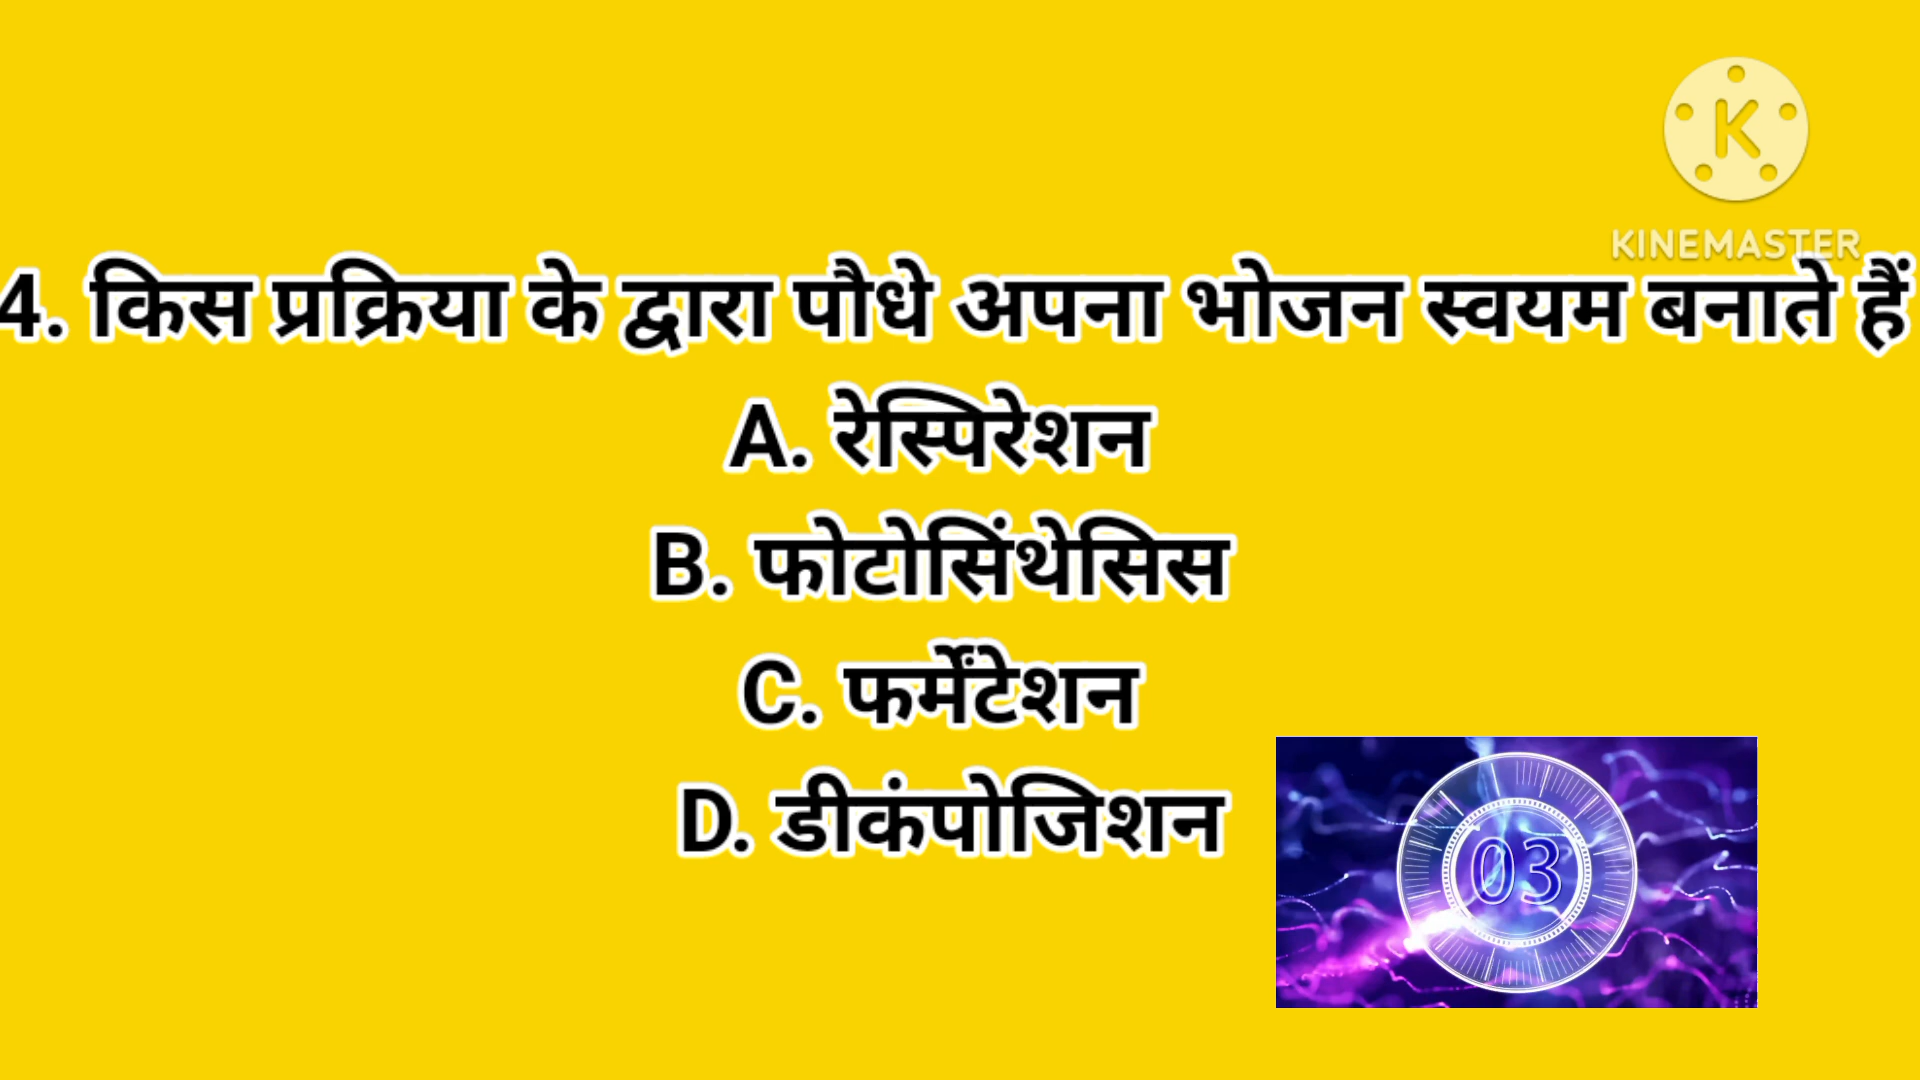 K
KINEMASTER
4. किस प्रक्रिया के द्वारा पौधे अपना भोजन स्वयम बनाते हैं
A. रेस्पिरेशन
B. फोटोसिंथेसिस
C. फर्मेंटेशन
D. डीकंपोजिशन
03